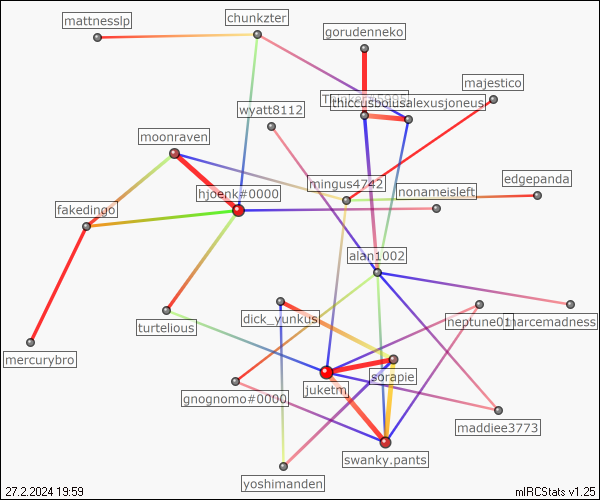 mattnesslp
chunkzter
gorudenneko
majestico
thiccusboiusalexusjoneus
wyatt8112
moonraven
edgepanda
mingus4742
nonameisleft
hjoenk#0000
fakedingo
alan1002
dick_yunkus
neptune01
marcemadness
turtelious
mercurybro
sorapie
juketm
gnognomo#0000
maddiee3773
swanky.pants
yoshimanden
27.2.2024 19:59
mIRCStats v1.25